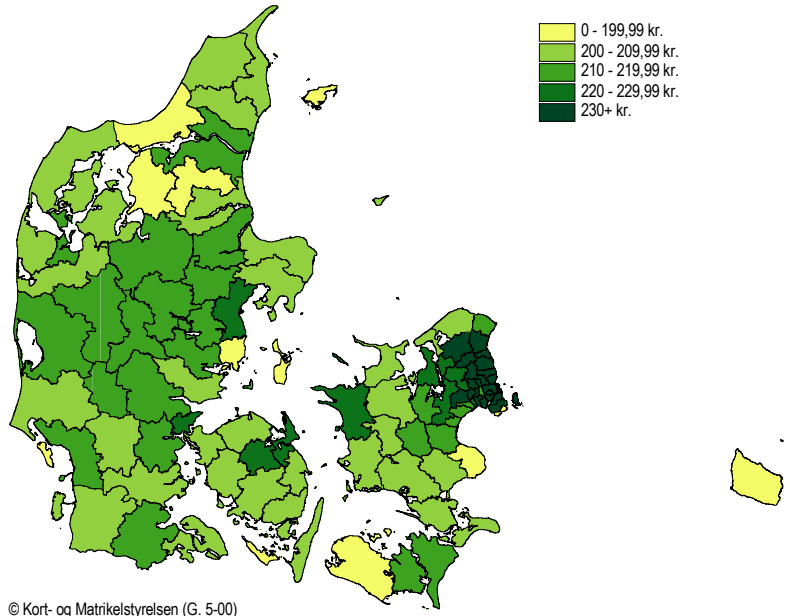 0 - 199,99 kr.
200 - 209,99 kr.
210 - 219,99 kr.
220 - 229,99 kr.
230+ kr.
© Kort- og Matrikelstyrelsen (G. 5-00)